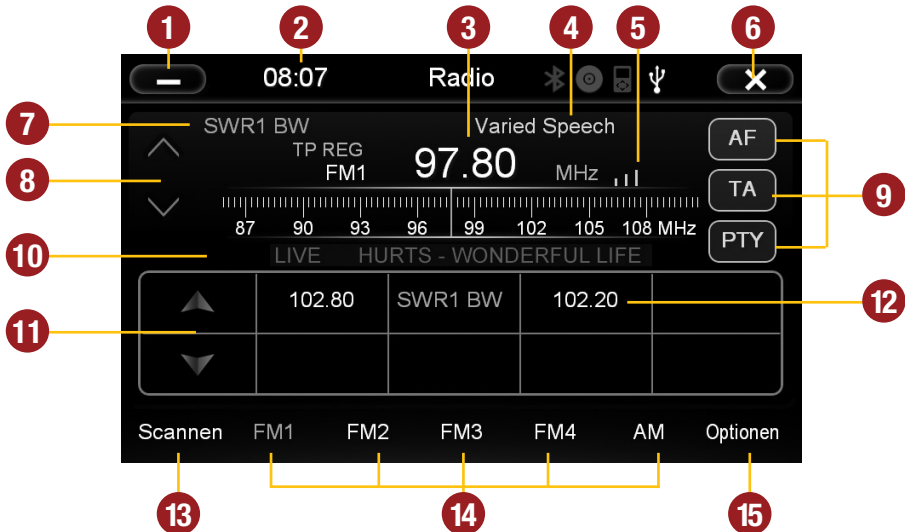 1 2 3 4 5 6
08:07 Radio
7 SWR1 BW Varied Speech
AF
TP REG
FM1 97.80 MHz
8 TA 9
87 90 93 96 99 102 105 108 MHz
PTY
10 LIVE HURTS - WONDERFUL LIFE
102.80 SWR1 BW 102.20 12
11
Scannen FM1 FM2 FM3 FM4 AM Optionen
13 14 15